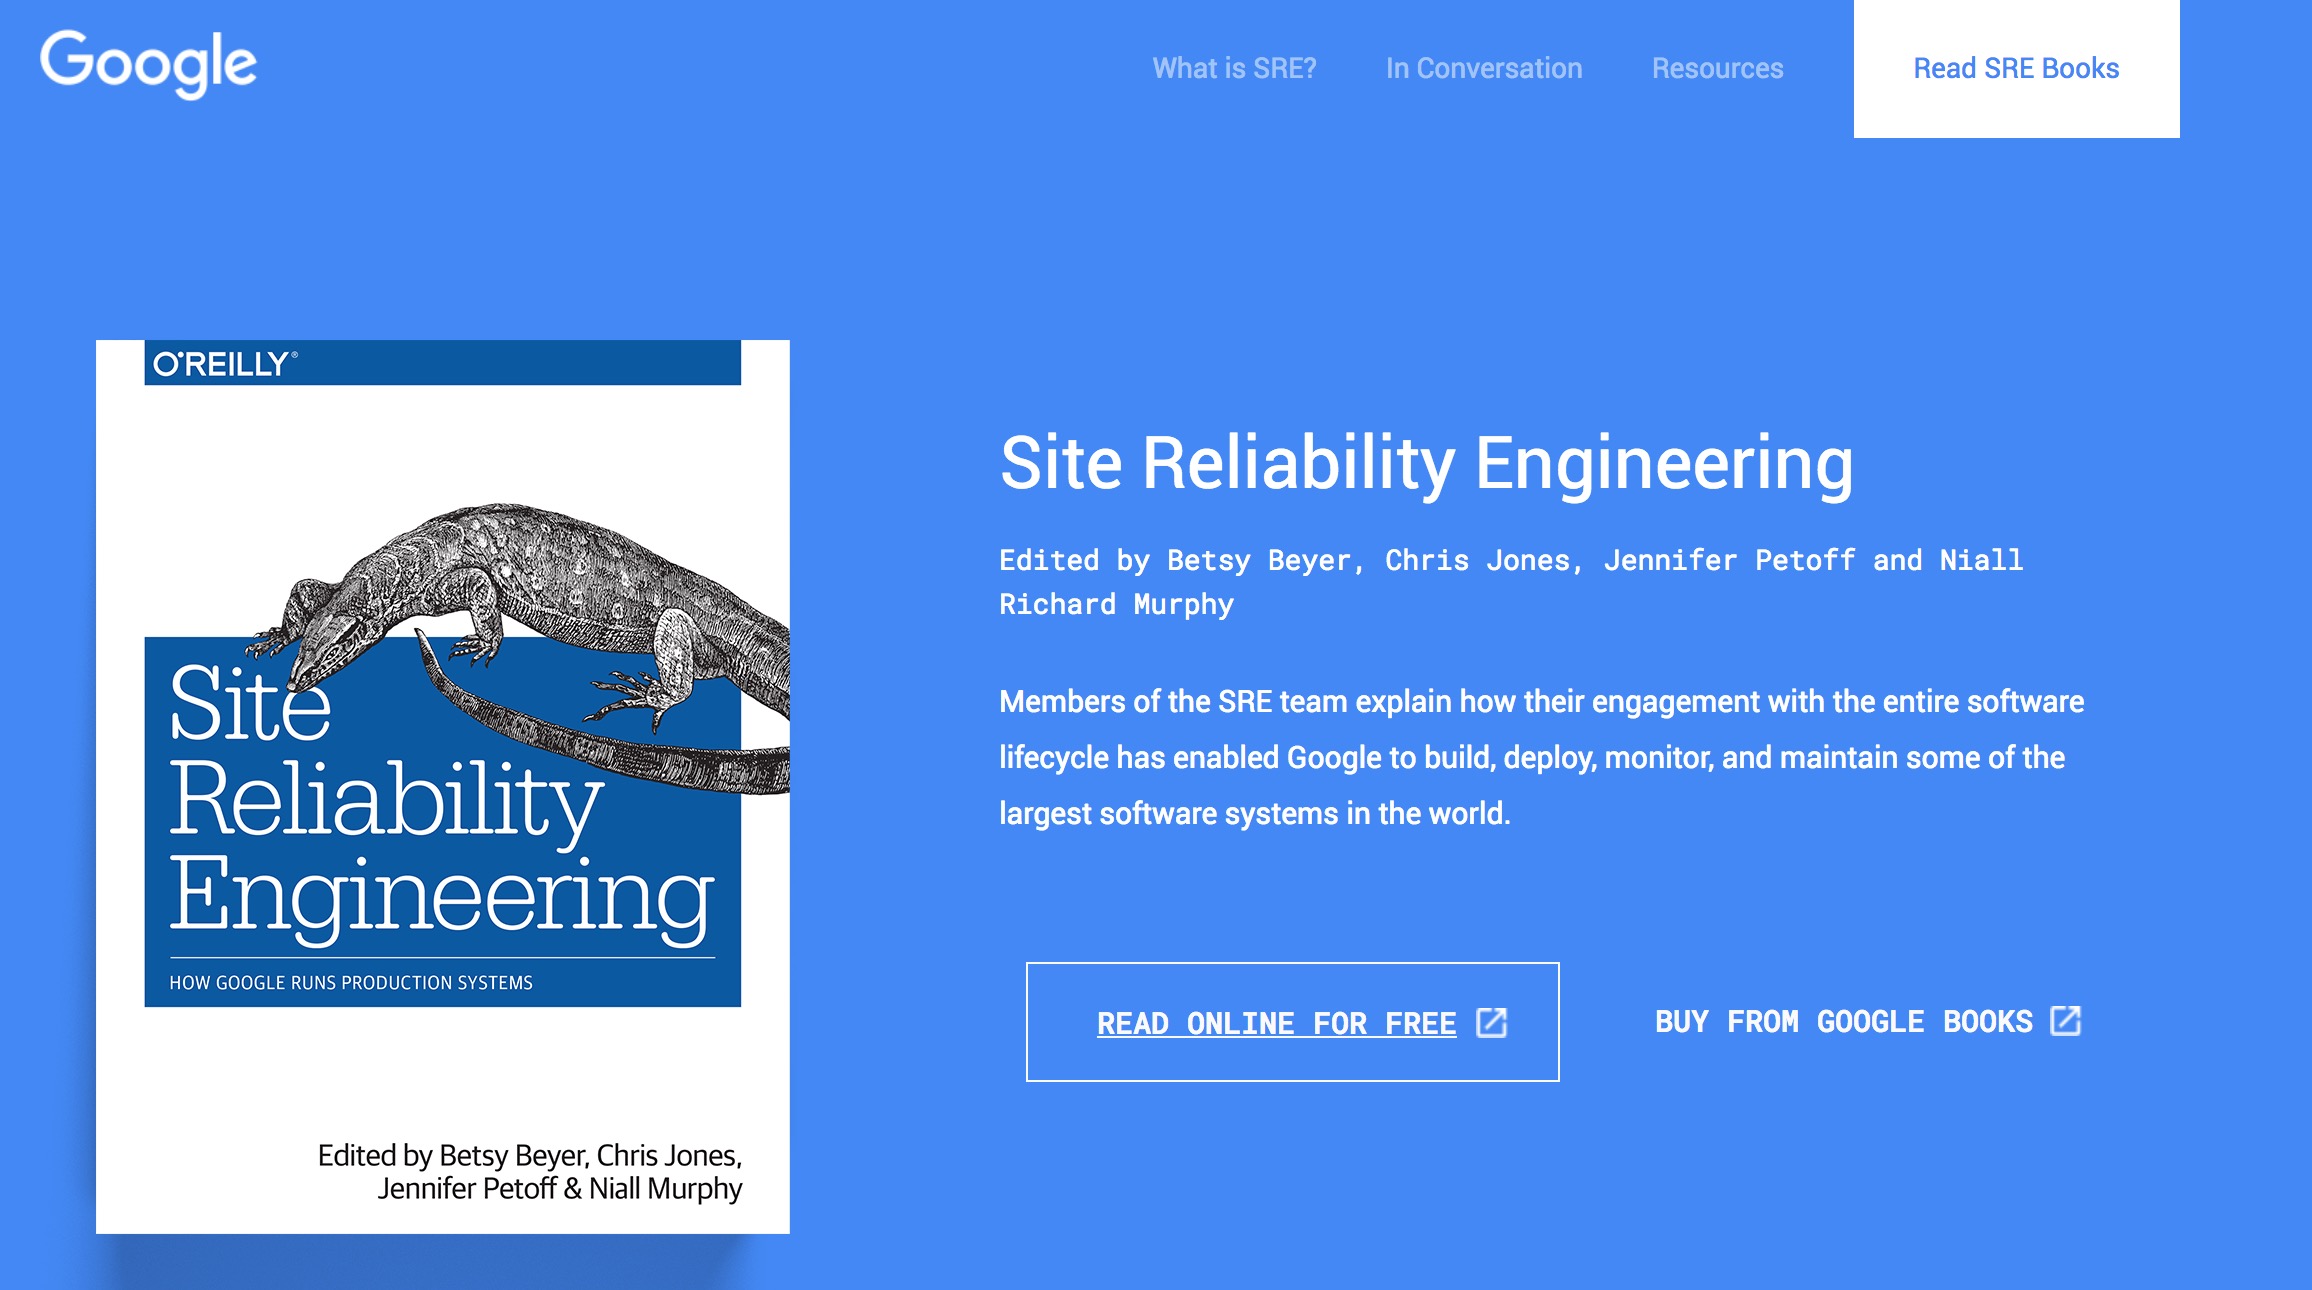 Google
What is SRE?
In Conversation
Resources
Read SRE Books
O'REILLY®
Site
Reliability
Engineering
HOW GOOGLE RUNS PRODUCTION SYSTEMS
Edited by Betsy Beyer, Chris Jones,
Jennifer Petoff & Niall Murphy
Site Reliability Engineering
Edited by Betsy Beyer, Chris Jones, Jennifer Petoff and Niall
Richard Murphy
Members of the SRE team explain how their engagement with the entire software
lifecycle has enabled Google to build, deploy, monitor, and maintain some of the
largest software systems in the world.
READ ONLINE FOR FREE
BUY FROM GOOGLE BOOKS